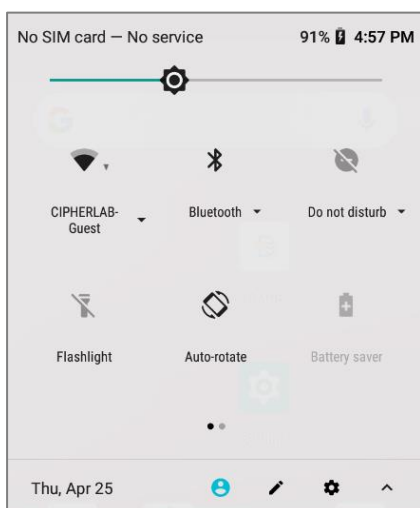 No SIM card — No service 91% 4:57 PM
CIPHERLAB-
Guest
Bluetooth
Do not disturb
Flashlight
Auto-rotate
Battery saver
Thu, Apr 25